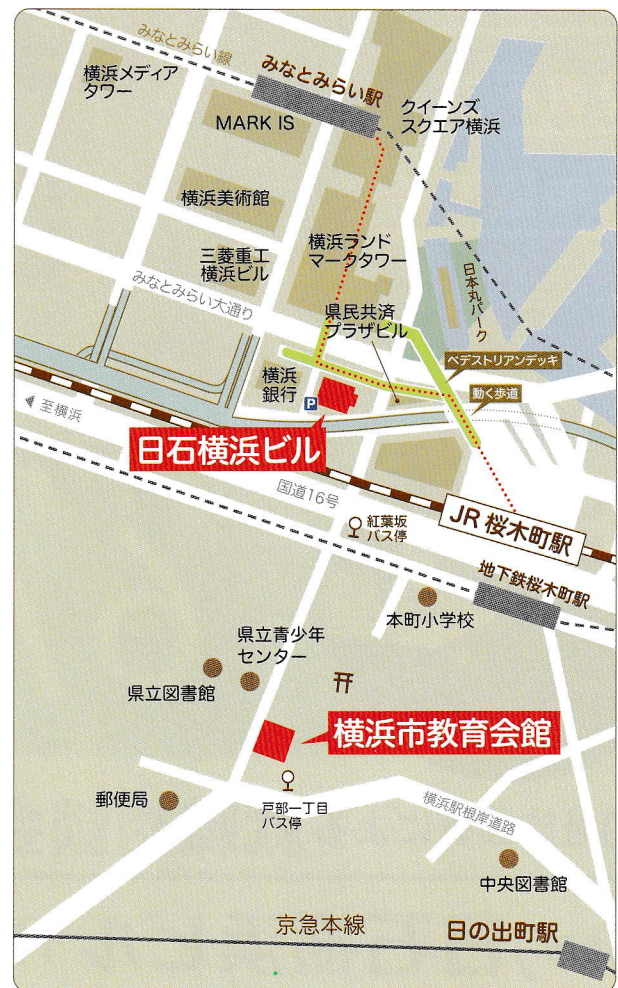 みなとみらい線
横浜メディア
タワー
みなとみらい駅
MARK IS
クイーンズ
スクエア横浜
横浜美術館
三菱重工
横浜ビル
横浜ランド
マークタワー
日本丸パーク
みなとみらい大通り
県民共済
プラザビル
ペデストリアンデッキ
動く歩道
横浜
銀行
P
至横浜
日石横浜ビル
国道16号
紅葉坂
バス停
JR 桜木町駅
地下鉄桜木町駅
本町小学校
県立青少年
センター
県立図書館
横浜市教育会館
郵便局
戸部一丁目
バス停
横浜駅根岸道路
中央図書館
京急本線
日の出町駅